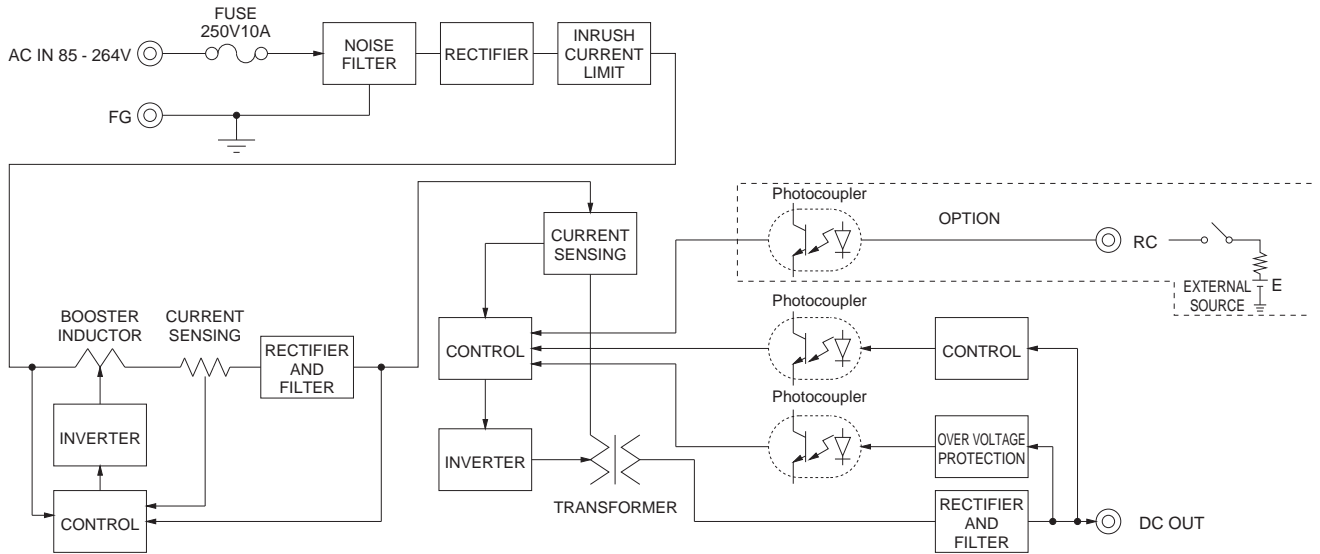 FUSE
250V10A
AC IN 85 - 264V
NOISE
FILTER
RECTIFIER
INRUSH
CURRENT
LIMIT
FG
Photocoupler
OPTION
RC
EXTERNAL
SOURCE
E
CURRENT
SENSING
BOOSTER
INDUCTOR
CURRENT
SENSING
RECTIFIER
AND
FILTER
INVERTER
CONTROL
CONTROL
INVERTER
TRANSFORMER
Photocoupler
CONTROL
Photocoupler
OVER VOLTAGE
PROTECTION
RECTIFIER
AND
FILTER
DC OUT